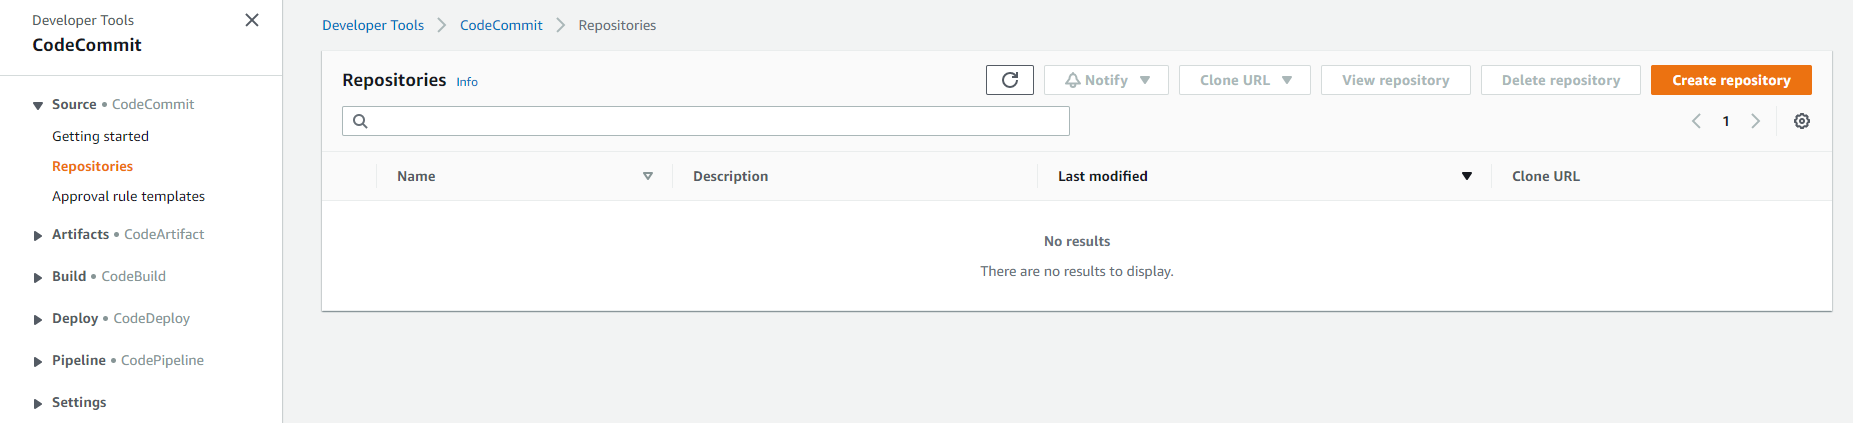 Developer Tools
CodeCommit
Source • CodeCommit
Getting started
Repositories
Approval rule templates
Artifacts • CodeArtifact
Build • CodeBuild
Deploy • CodeDeploy
Pipeline • CodePipeline
Settings
Developer Tools CodeCommit Repositories
Repositories Info Notify Clone URL View repository Delete repository Create repository
1
Name Description Last modified Clone URL
No results
There are no results to display.